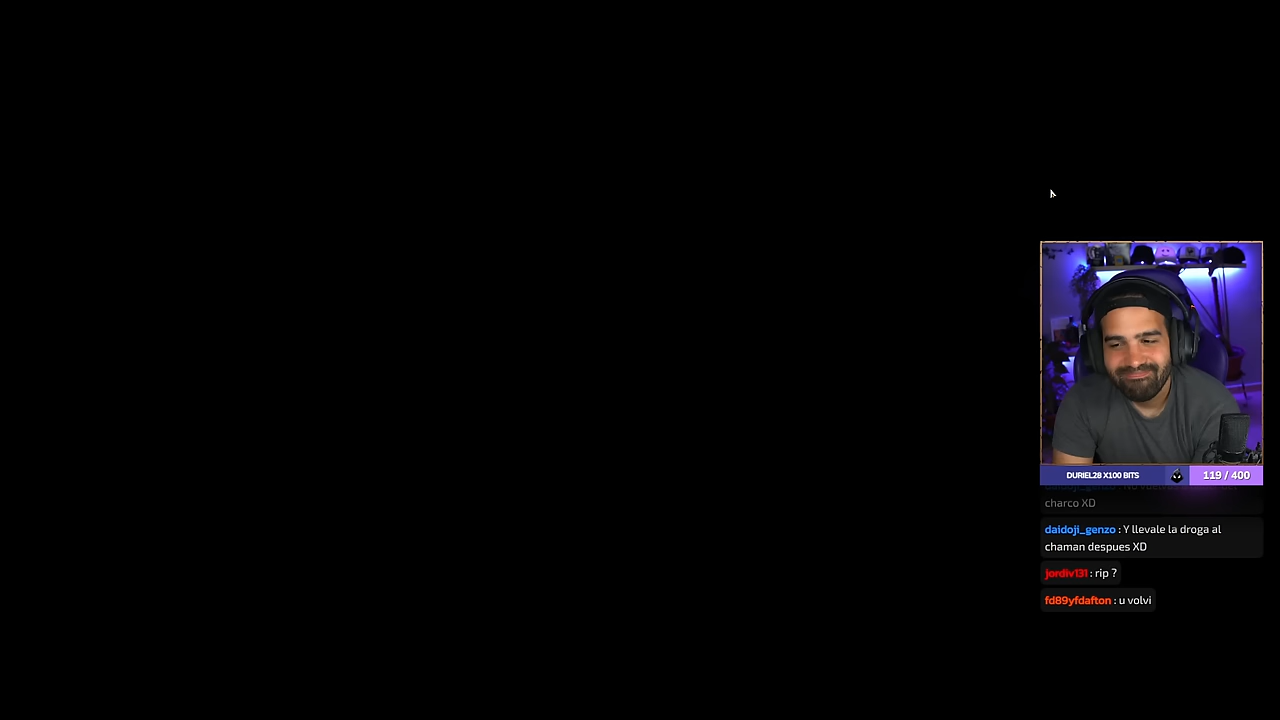 DURIEL28 X100 BITS
119 / 400
charco XD
daidoji_genzo : Y llevale la droga al
chaman despues XD
jordiv131 : rip ?
fd89yfdafton : u volvi